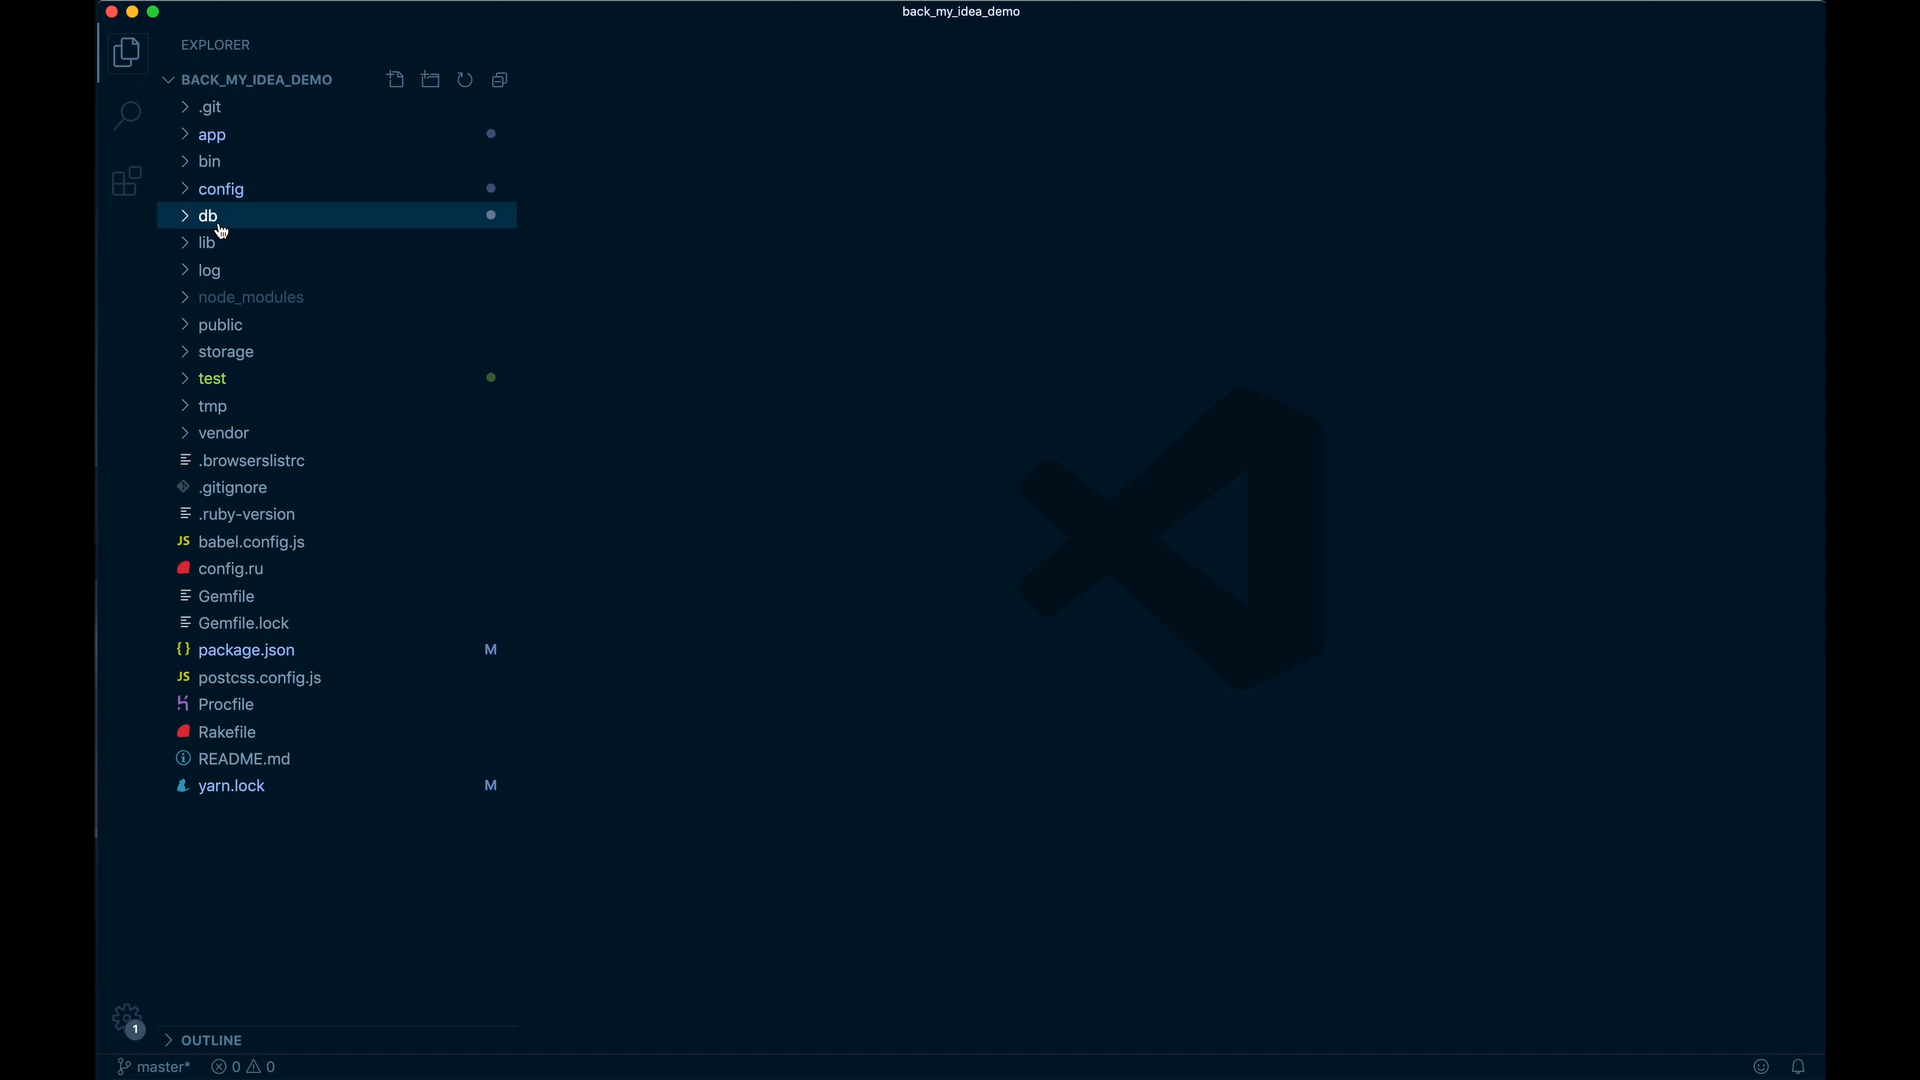 back_my_idea_demo
EXPLORER
BACK_MY_IDEA_DEMO
.git
app
bin
config
db
lib
log
node_modules
public
storage
test
tmp
vendor
.browserslistrc
.gitignore
.ruby-version
JS babel.config.js
config.ru
Gemfile
Gemfile.lock
{} package.json M
JS postcss.config.js
Procfile
Rakefile
README.md
yarn.lock M
1
OUTLINE
master* 0 0